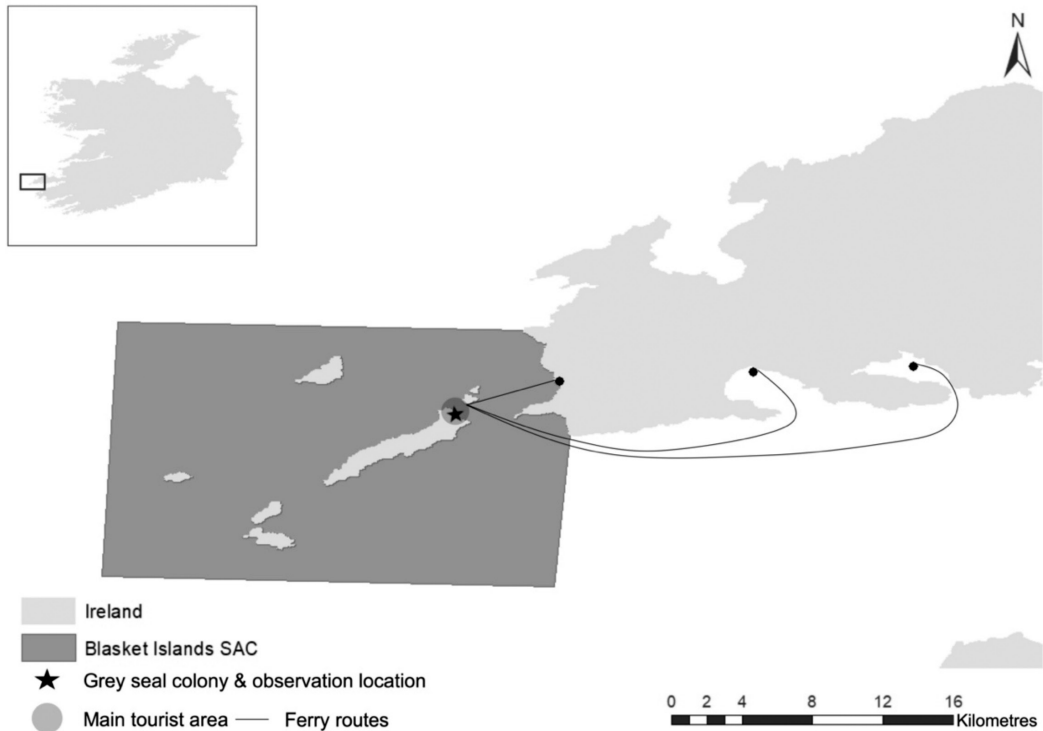 N
Ireland
Blasket Islands SAC
Grey seal colony & observation location
Main tourist area Ferry routes
0 2 4 8 12 16
Kilometres